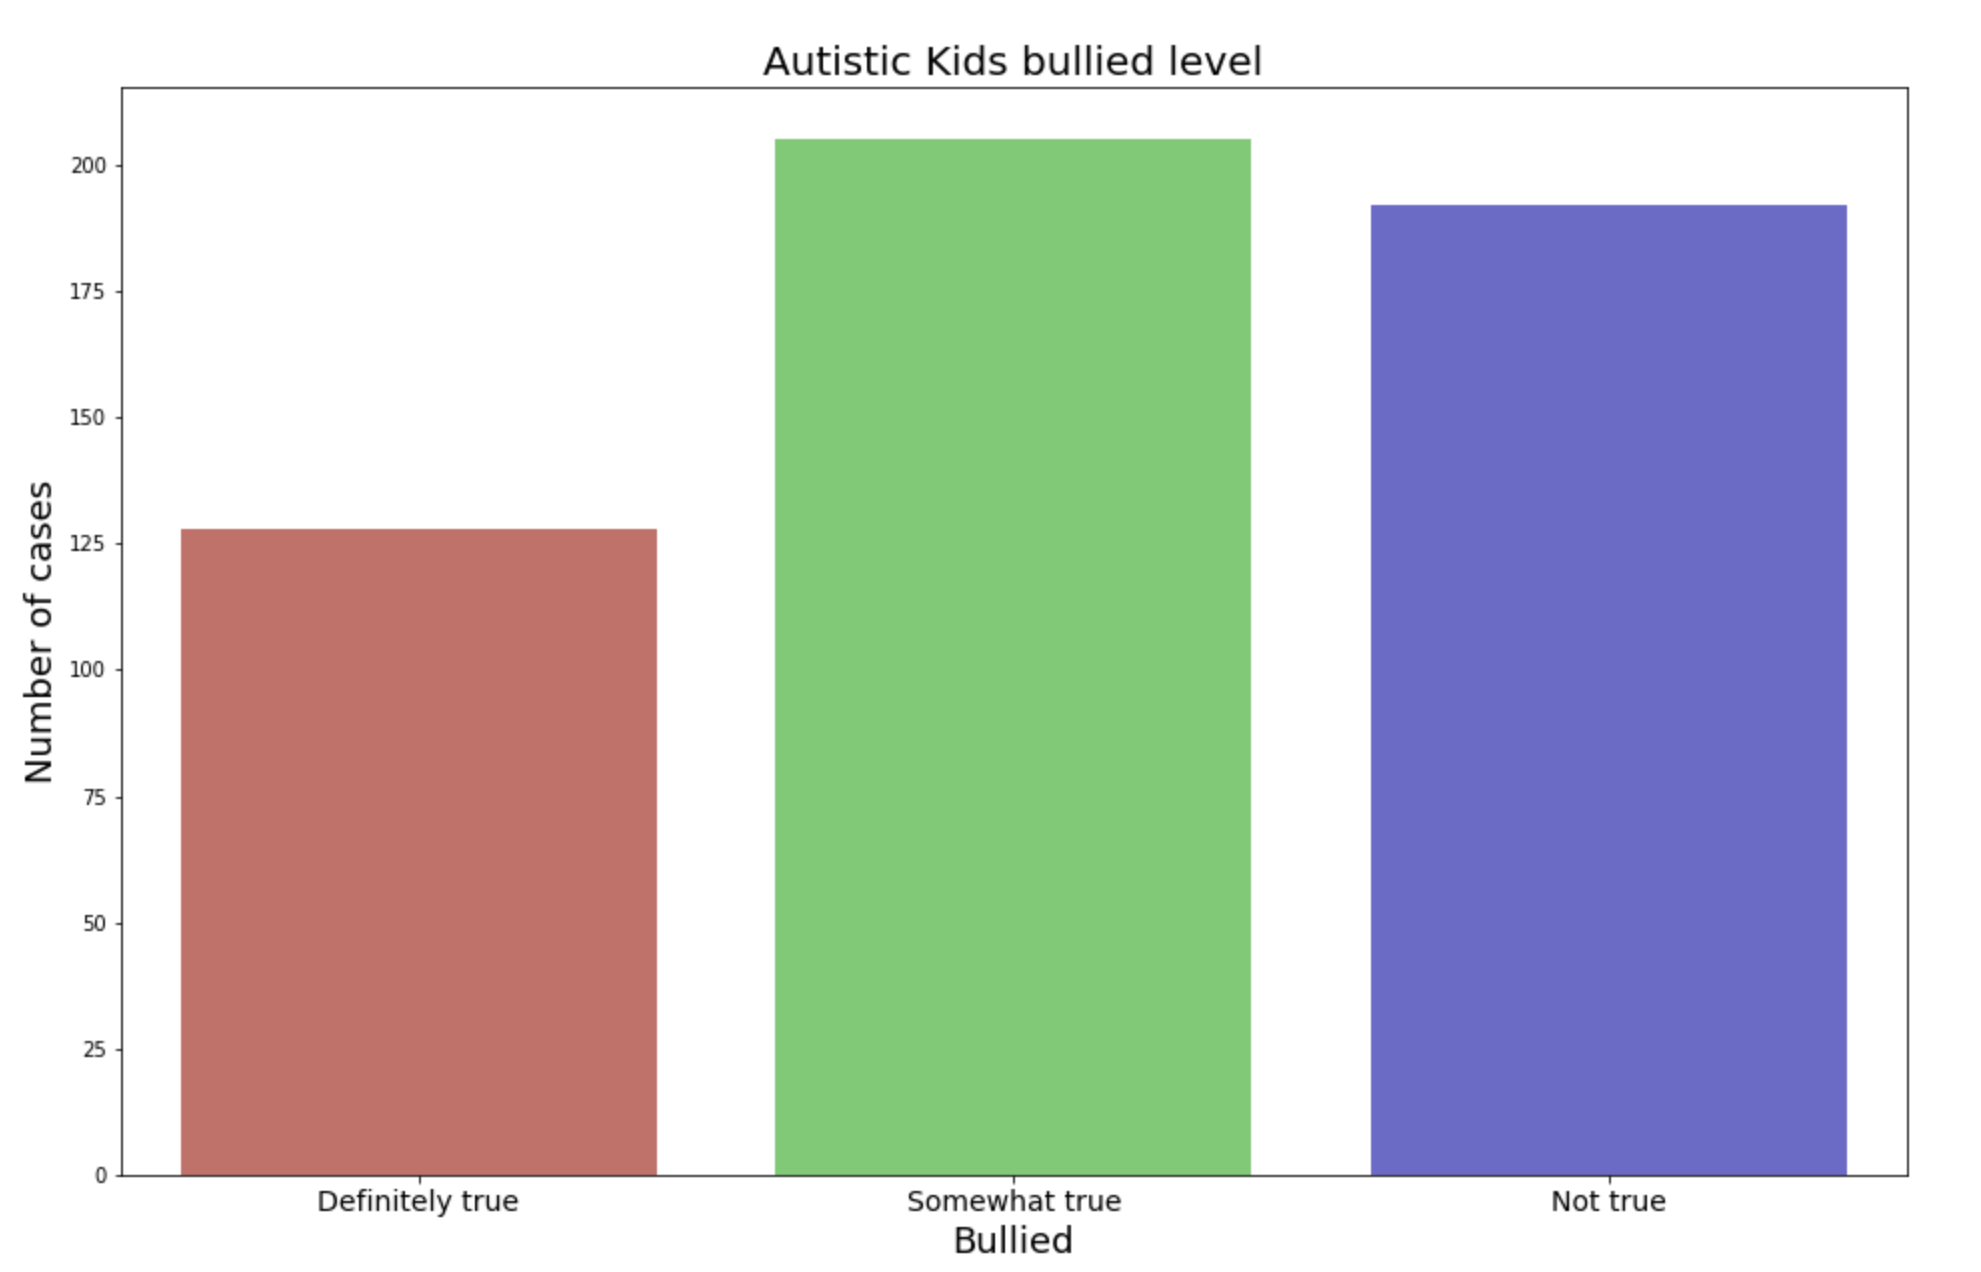 Autistic Kids bullied level
Number of cases
200
175
150
125
100
75
50
25
0
Definitely true
Somewhat true
Not true
Bullied